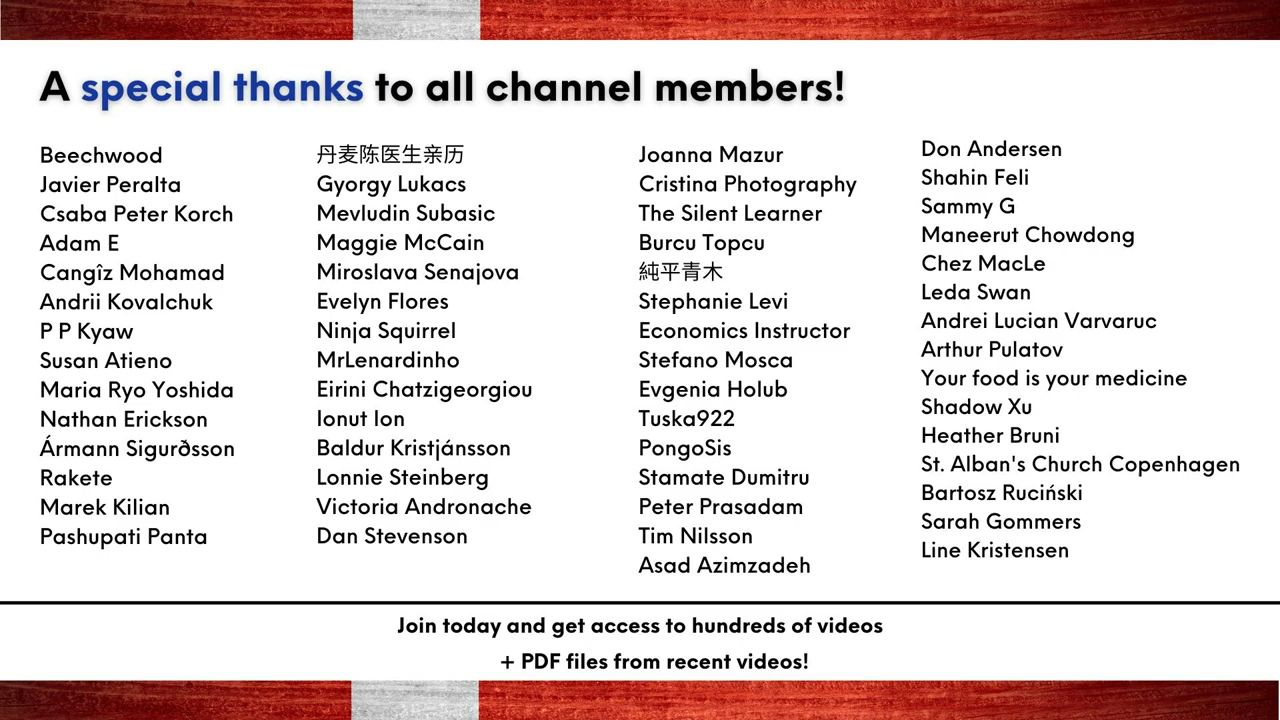 A special thanks to all channel members!
Beechwood
Javier Peralta
Csaba Peter Korch
Adam E
Cangîz Mohamad
Andrii Kovalchuk
P P Kyaw
Susan Atieno
Maria Ryo Yoshida
Nathan Erickson
Ármann Sigurðsson
Rakete
Marek Kilian
Pashupati Panta
丹麦陈医生亲历
Gyorgy Lukacs
Mevludin Subasic
Maggie McCain
Miroslava Senajova
Evelyn Flores
Ninja Squirrel
MrLenardinho
Eirini Chatzigeorgiou
Ionut Ion
Baldur Kristjánsson
Lonnie Steinberg
Victoria Andronache
Dan Stevenson
Joanna Mazur
Cristina Photography
The Silent Learner
Burcu Topcu
純平青木
Stephanie Levi
Economics Instructor
Stefano Mosca
Evgenia Holub
Tuska922
PongoSis
Stamate Dumitru
Peter Prasadam
Tim Nilsson
Asad Azimzadeh
Don Andersen
Shahin Feli
Sammy G
Maneerut Chowdong
Chez MacLe
Leda Swan
Andrei Lucian Varvaruc
Arthur Pulatov
Your food is your medicine
Shadow Xu
Heather Bruni
St. Alban's Church Copenhagen
Bartosz Ruciński
Sarah Gommers
Line Kristensen
Join today and get access to hundreds of videos
+ PDF files from recent videos!